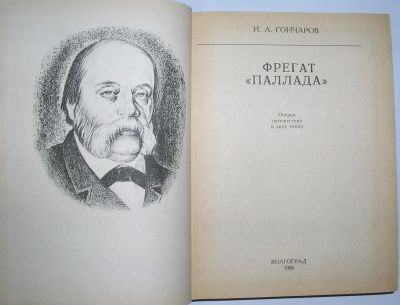 И. А. ГОНЧАРОВ
ФРЕГАТ
«ПАЛЛАДА»
Очерки
путешествия
в двух томах
ВОЛГОГРАД
1986